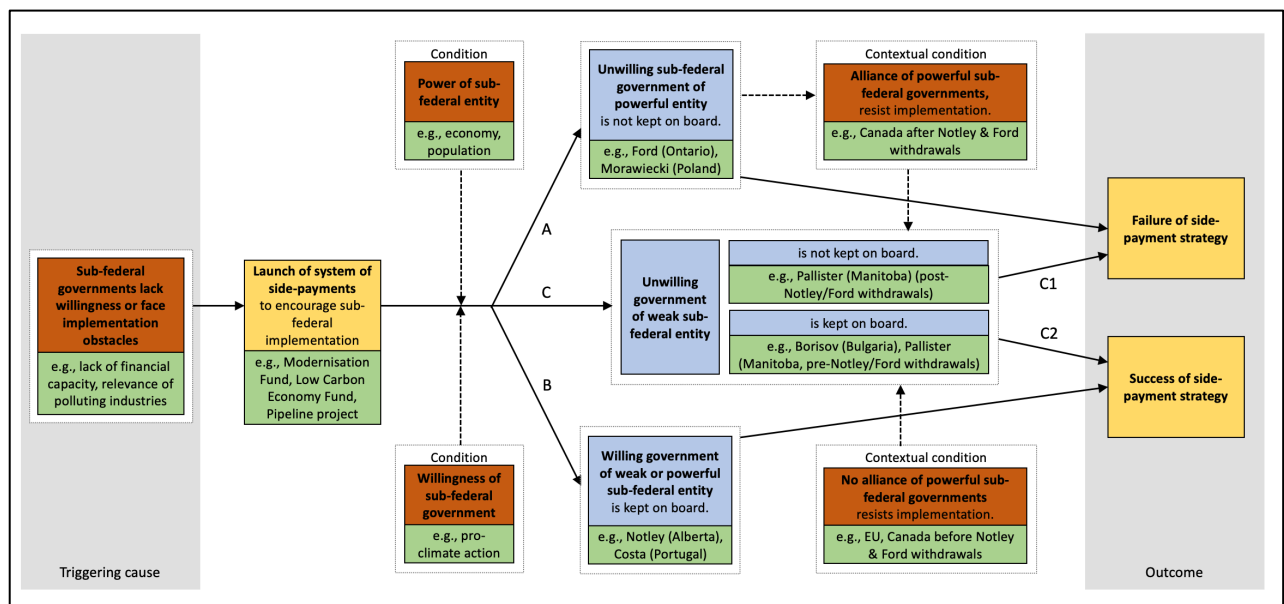 Condition
Power of sub-
federal entity
e.g., economy,
population
Unwilling sub-federal
government of
powerful entity
is not kept on board.
e.g., Ford (Ontario),
Morawiecki (Poland)
Contextual condition
Alliance of powerful sub-
federal governments,
resist implementation.
e.g., Canada after Notley & Ford
withdrawals
Sub-federal
governments lack
willingness or face
implementation
obstacles
e.g., lack of financial
capacity, relevance of
polluting industries
Launch of system of
side-payments
to encourage sub-
federal
implementation
e.g., Modernisation
Fund, Low Carbon
Economy Fund,
Pipeline project
A
C
B
Unwilling
government
of weak sub-
federal entity
is not kept on board.
e.g., Pallister (Manitoba) (post-
Notley/Ford withdrawals)
is kept on board.
e.g., Borisov (Bulgaria), Pallister
(Manitoba, pre-Notley/Ford withdrawals)
C1
C2
Failure of side-
payment strategy
Success of side-
payment strategy
Condition
Willingness of
sub-federal
government
e.g., pro-
climate action
Willing government
of weak or powerful
sub-federal entity
is kept on board.
e.g., Notley (Alberta),
Costa (Portugal)
Contextual condition
No alliance of powerful sub-
federal governments
resists implementation.
e.g., EU, Canada before Notley
& Ford withdrawals
Triggering cause
Outcome